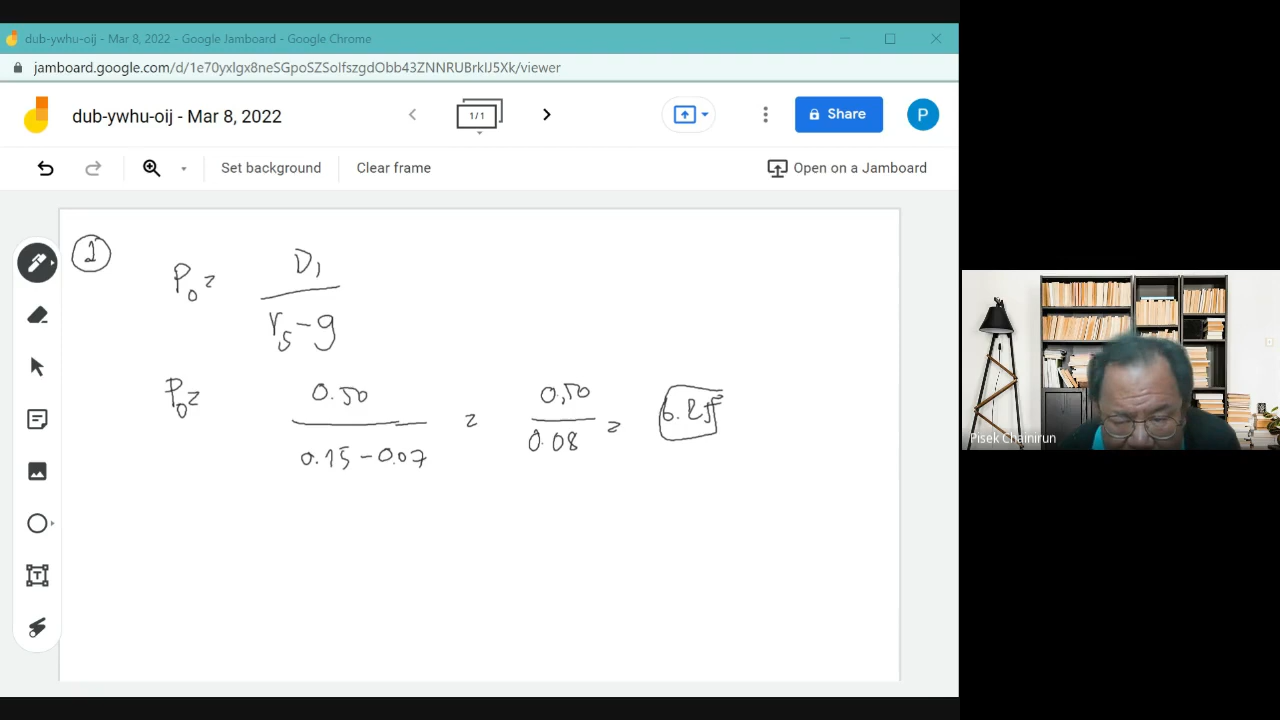 dub-ywhu-oij - Mar 8, 2022 - Google Jamboard - Google Chrome
jamboard.google.com/d/1e70yxlgx8neSGpoSZSolfszgdObb43ZNNRUBrkIJ5Xk/viewer
dub-ywhu-oij - Mar 8, 2022
1/1
Share
P
Set background
Clear frame
Open on a Jamboard
1
P0 = D1
rs - g
P0 = 0.50 = 0.50 =
0.15 - 0.07 0.08
Pisek Chainirun